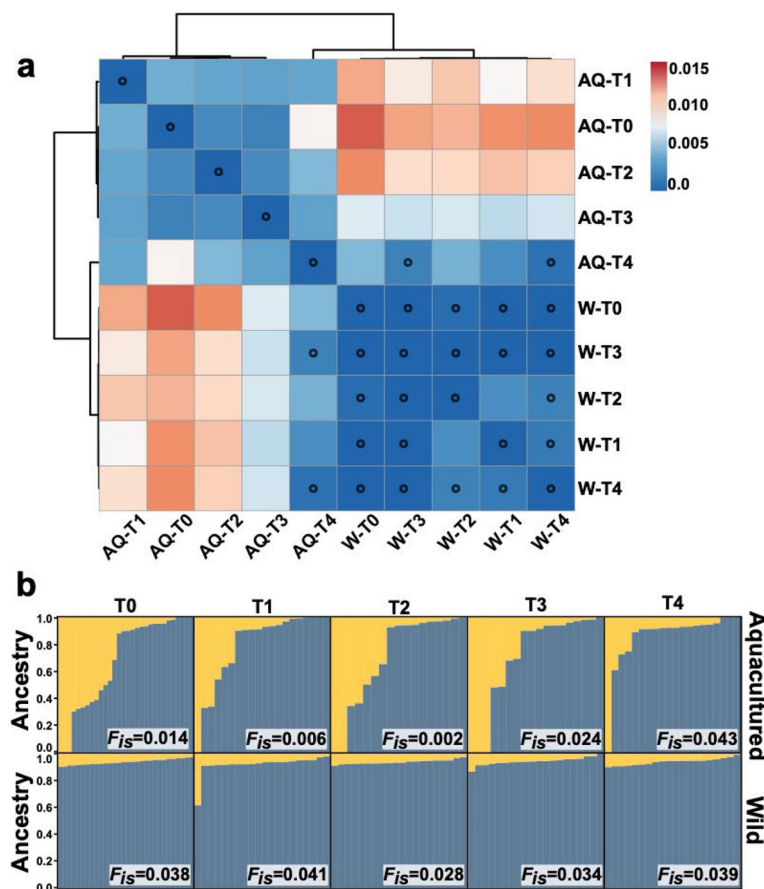 a
0.015
0.010
0.005
0.0
AQ-T1
AQ-T0
AQ-T2
AQ-T3
AQ-T4
W-T0
W-T3
W-T2
W-T1
W-T4
AQ-T1 AQ-T0 AQ-T2 AQ-T3 AQ-T4 W-T0 W-T3 W-T2 W-T1 W-T4
b
T0 T1 T2 T3 T4
Ancestry
1.0
0.8
0.6
0.4
0.2
0.0
Fis=0.014 Fis=0.006 Fis=0.002 Fis=0.024 Fis=0.043
Aquacultured
Ancestry
1.0
0.8
0.6
0.4
0.2
0.0
Fis=0.038 Fis=0.041 Fis=0.028 Fis=0.034 Fis=0.039
Wild